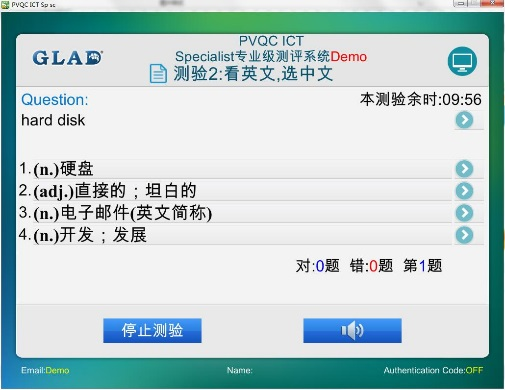 PVQC ICT Sp sc
PVQC ICT
GLAD
Specialist专业级测评系统Demo
测验2:看英文,选中文
Question:
本测验余时:09:56
hard disk
1.(n.)硬盘
2.(adj.)直接的；坦白的
3.(n.)电子邮件(英文简称)
4.(n.)开发；发展
对:0题 错:0题 第1题
停止测验
Email:Demo
Name:
Authentication Code:OFF